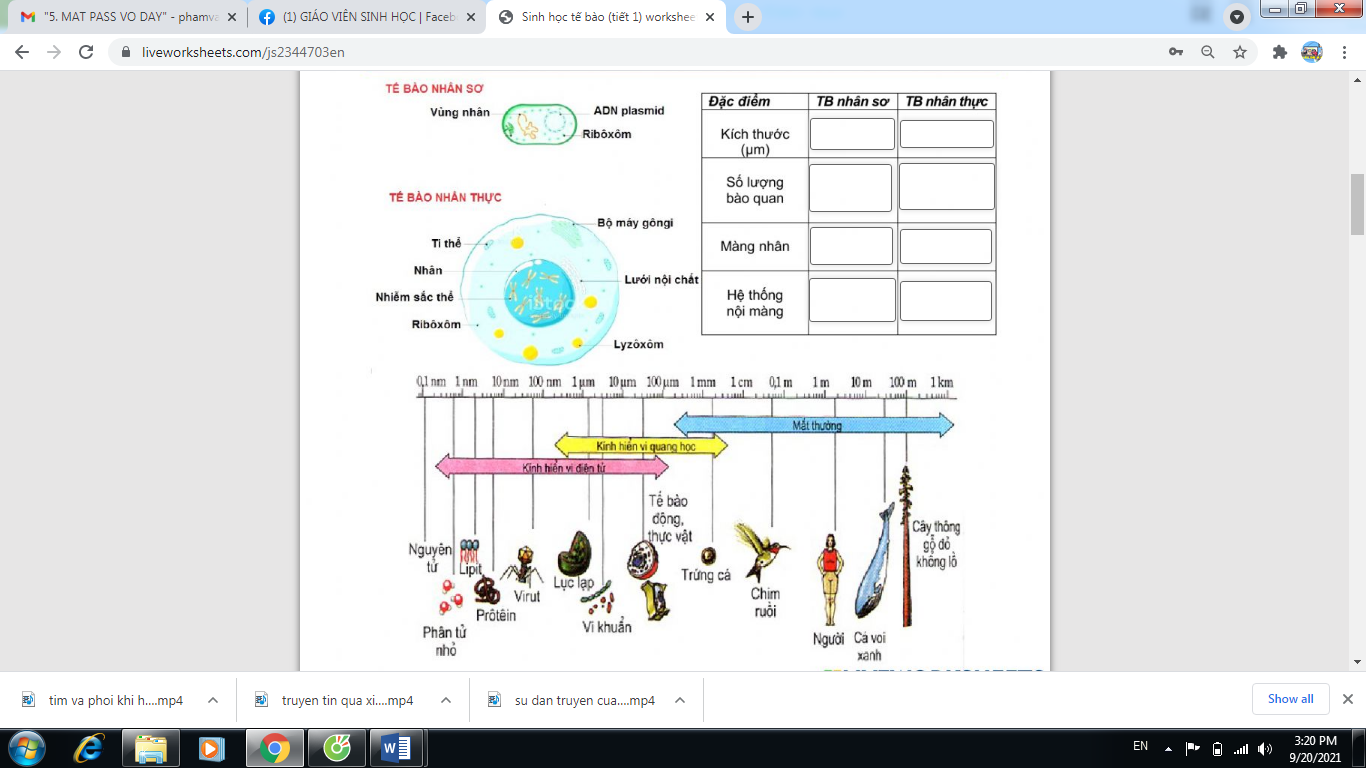 "5. MAT PASS VO DAY" - phamva
(1) GIÁO VIÊN SINH HỌC | Faceb
Sinh học tế bào (tiết 1) workshee
liveworksheets.com/js2344703en
TẾ BÀO NHÂN SƠ
Vùng nhân
ADN plasmid
Ribôxôm
Đặc điểm TB nhân sơ TB nhân thực
Kích thước
(µm)
Số lượng
bào quan
Màng nhân
Hệ thống
nội màng
TẾ BÀO NHÂN THỰC
Bộ máy gôngi
Ti thể
Nhân
Lưới nội chất
Nhiễm sắc thể
Ribôxôm
Lyzôxôm
0,1 nm 1 nm 10 nm 100 nm 1 µm 10 µm 100 µm 1 mm 1 cm 0,1 m 1 m 10 m 100 m 1 km
Mắt thường
Kính hiển vi quang học
Kính hiển vi điện tử
Tế bào
động,
thực vật
Nguyên
tử
Lipit
Prôtêin
Virut
Lục lạp
Vi khuẩn
Trứng cá
Chim
ruồi
Người
Cá voi
xanh
Cây thông
gỗ đỏ
khổng lồ
Phân tử
nhỏ
tim va phoi khi h....mp4
truyen tin qua xi....mp4
su dan truyen cua....mp4
Show all
EN
3:20 PM
9/20/2021